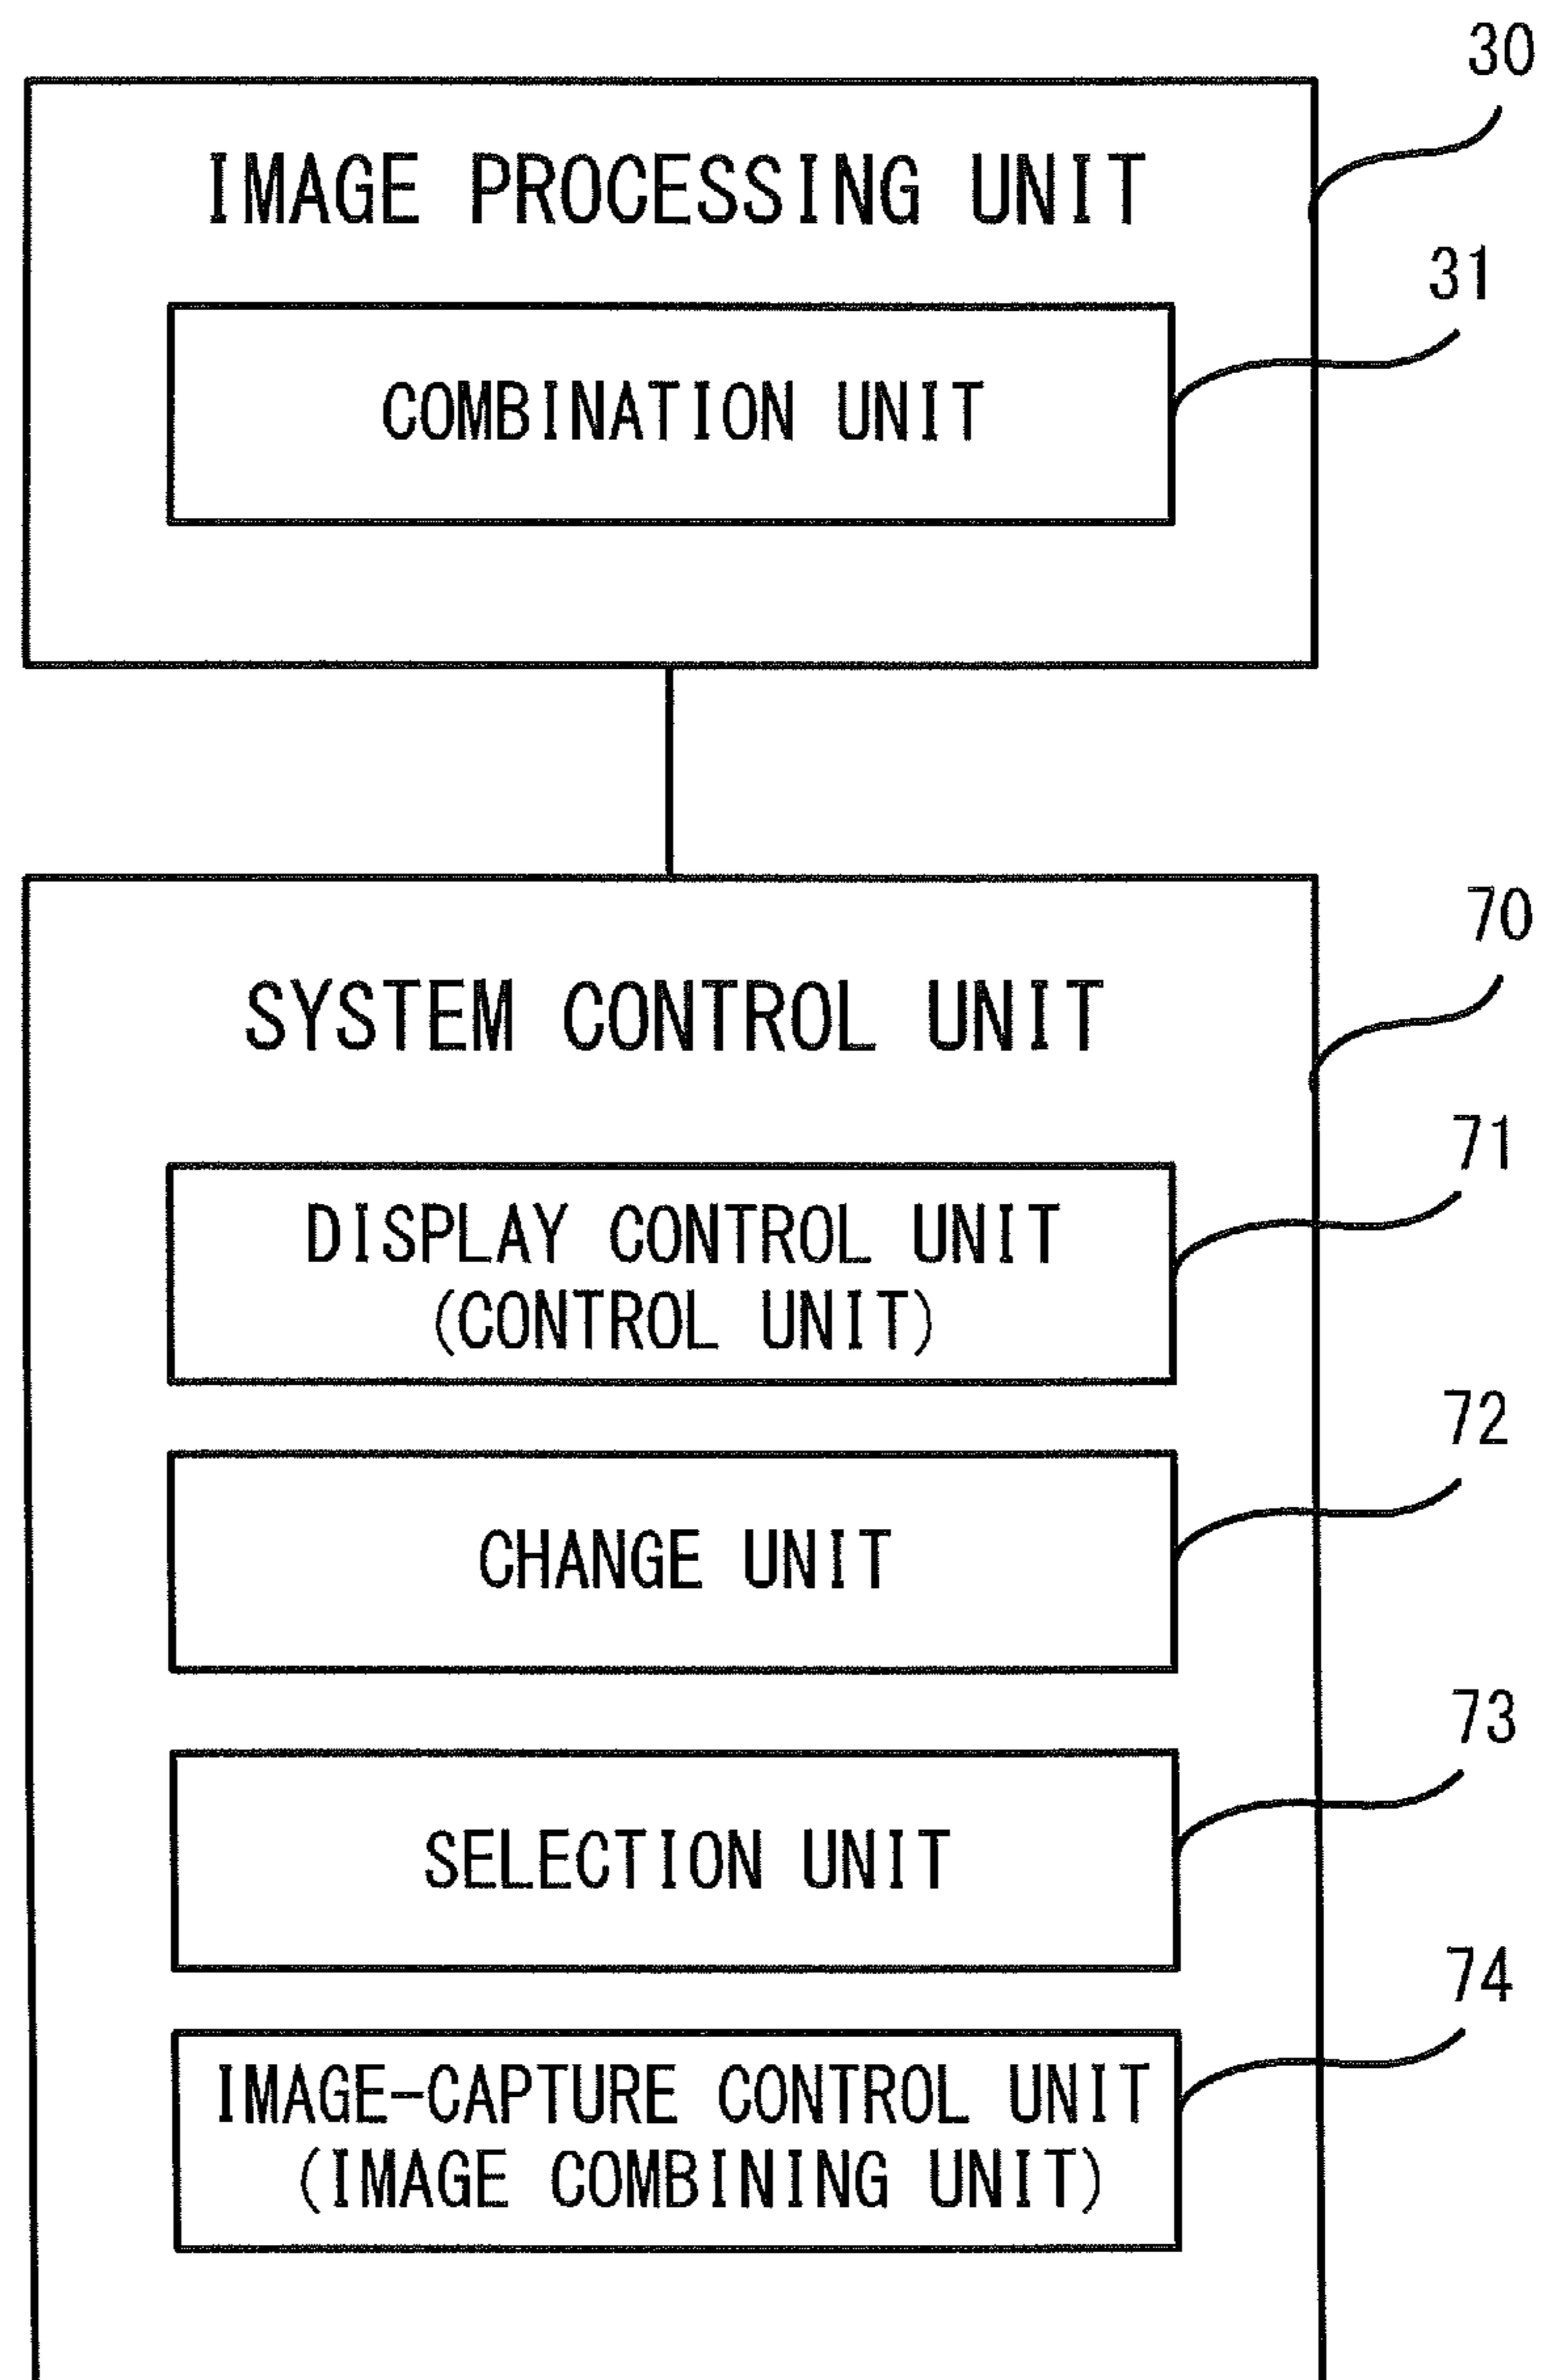 30
IMAGE PROCESSING UNIT
31
COMBINATION UNIT
70
SYSTEM CONTROL UNIT
71
DISPLAY CONTROL UNIT
(CONTROL UNIT)
72
CHANGE UNIT
73
SELECTION UNIT
74
IMAGE-CAPTURE CONTROL UNIT
(IMAGE COMBINING UNIT)